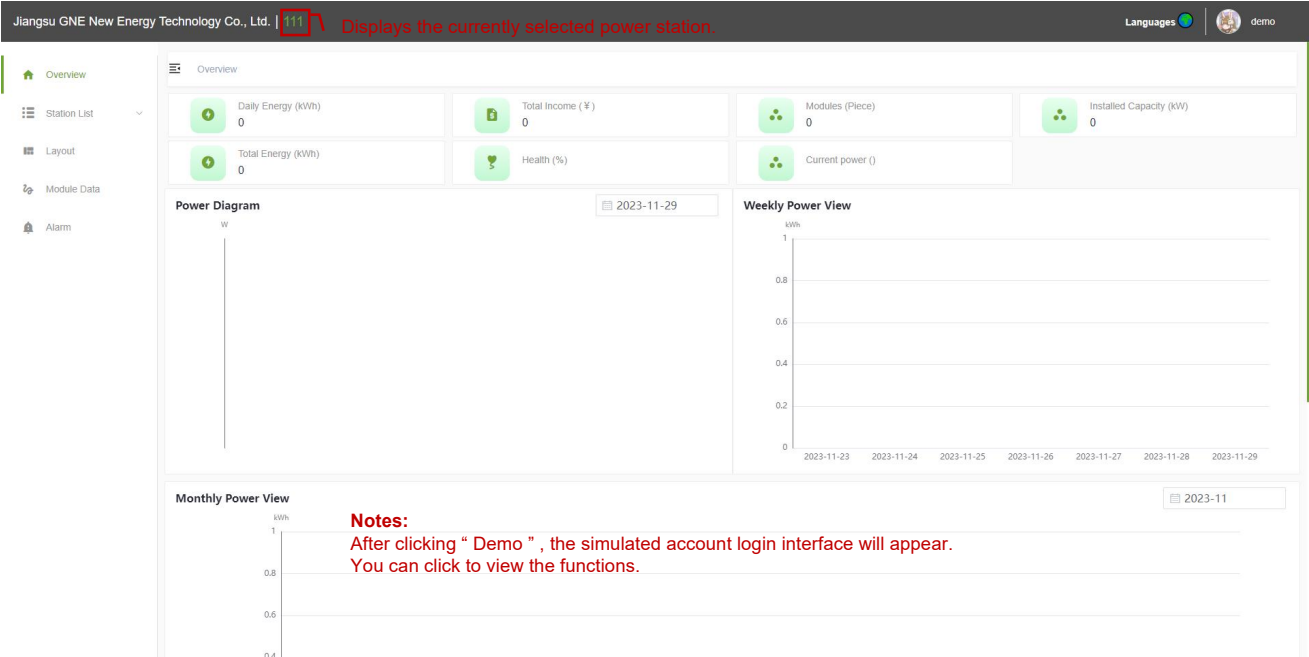 Jiangsu GNE New Energy Technology Co., Ltd. | 111
Displays the currently selected power station.
Languages
demo
Overview
Station List
Layout
Module Data
Alarm
Overview
Daily Energy (kWh)
0
Total Income ( ¥ )
0
Modules (Piece)
0
Installed Capacity (kW)
0
Total Energy (kWh)
0
Health (%)
Current power ()
Power Diagram
2023-11-29
W
Weekly Power View
kWh
1
0.8
0.6
0.4
0.2
0
2023-11-23 2023-11-24 2023-11-25 2023-11-26 2023-11-27 2023-11-28 2023-11-29
Monthly Power View
2023-11
kWh
1
0.8
0.6
0.4
Notes:
After clicking “ Demo ” , the simulated account login interface will appear.
You can click to view the functions.